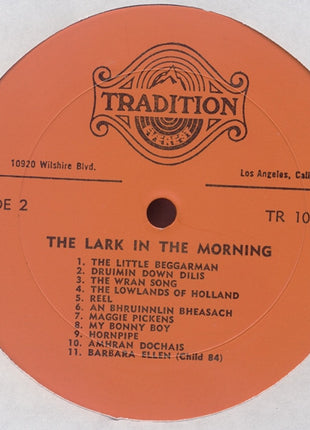 TRADITION
EVEREST
10920 Wilshire Blvd.
Los Angeles, Cali
DE 2
TR 10
THE LARK IN THE MORNING
1. THE LITTLE BEGGARMAN
2. DRUIMIN DOWN DILIS
3. THE WRAN SONG
4. THE LOWLANDS OF HOLLAND
5. REEL
6. AN BHRUINNLIN BHEASACH
7. MAGGIE PICKENS
8. MY BONNY BOY
9. HORNPIPE
10. AMHRAN DOCHAIS
11. BARBARA ELLEN (Child 84)